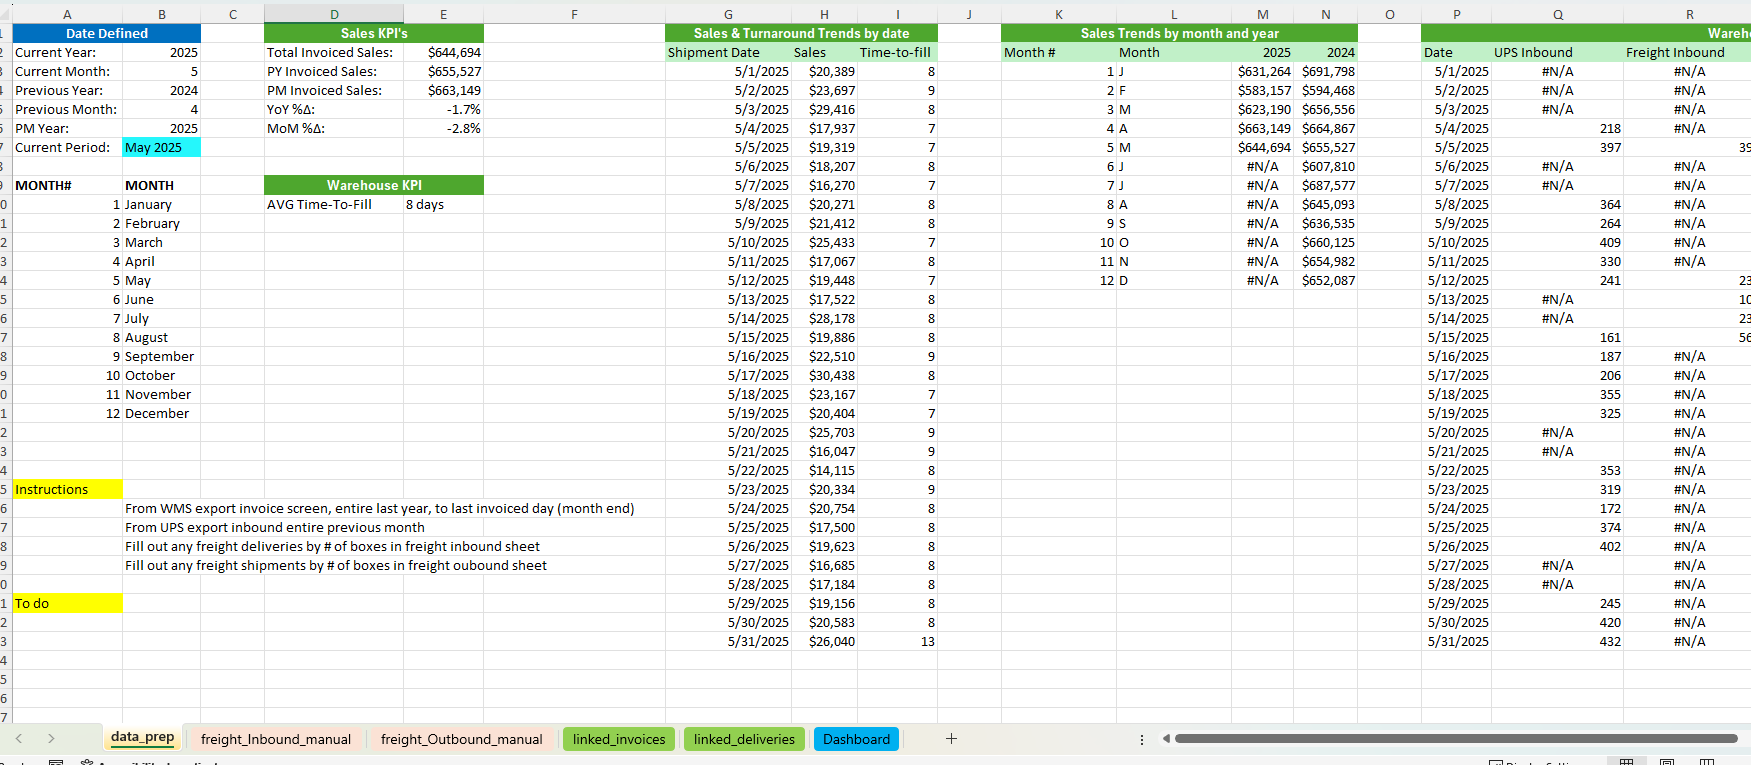 A B C D E F G H I J K L M N O P Q R
Date Defined Sales KPI's Sales & Turnaround Trends by date Sales Trends by month and year
Current Year: 2025 Total Invoiced Sales: $644,694 Shipment Date Sales Time-to-fill Month # Month 2025 2024 Date UPS Inbound Freight Inbound
Current Month: 5 PY Invoiced Sales: $655,527 5/1/2025 $20,389 8 1 J $631,264 $691,798 5/1/2025 #N/A #N/A
Previous Year: 2024 PM Invoiced Sales: $663,149 5/2/2025 $23,697 9 2 F $583,157 $594,468 5/2/2025 #N/A #N/A
Previous Month: 4 YoY %Δ: -1.7% 5/3/2025 $29,416 8 3 M $623,190 $656,556 5/3/2025 #N/A #N/A
PM Year: 2025 MoM %Δ: -2.8% 5/4/2025 $17,937 7 4 A $663,149 $664,867 5/4/2025 218 #N/A
Current Period: May 2025 5/5/2025 $19,319 7 5 M $644,694 $655,527 5/5/2025 397
5/6/2025 $18,207 8 6 J #N/A $607,810 5/6/2025 #N/A #N/A
MONTH# MONTH Warehouse KPI 5/7/2025 $16,270 7 7 J #N/A $687,577 5/7/2025 #N/A #N/A
1 January AVG Time-To-Fill 8 days 5/8/2025 $20,271 8 8 A #N/A $645,093 5/8/2025 364 #N/A
2 February 5/9/2025 $21,412 8 9 S #N/A $636,535 5/9/2025 264 #N/A
3 March 5/10/2025 $25,433 7 10 O #N/A $660,125 5/10/2025 409 #N/A
4 April 5/11/2025 $17,067 8 11 N #N/A $654,982 5/11/2025 330 #N/A
5 May 5/12/2025 $19,448 7 12 D #N/A $652,087 5/12/2025 241
6 June 5/13/2025 $17,522 8 5/13/2025 #N/A
7 July 5/14/2025 $28,178 8 5/14/2025 #N/A
8 August 5/15/2025 $19,886 8 5/15/2025 161
9 September 5/16/2025 $22,510 9 5/16/2025 187 #N/A
10 October 5/17/2025 $30,438 8 5/17/2025 206 #N/A
11 November 5/18/2025 $23,167 7 5/18/2025 355 #N/A
12 December 5/19/2025 $20,404 7 5/19/2025 325 #N/A
5/20/2025 $25,703 9 5/20/2025 #N/A #N/A
5/21/2025 $16,047 9 5/21/2025 #N/A #N/A
5/22/2025 $14,115 8 5/22/2025 353 #N/A
Instructions 5/23/2025 $20,334 9 5/23/2025 319 #N/A
From WMS export invoice screen, entire last year, to last invoiced day (month end) 5/24/2025 $20,754 8 5/24/2025 172 #N/A
From UPS export inbound entire previous month 5/25/2025 $17,500 8 5/25/2025 374 #N/A
Fill out any freight deliveries by # of boxes in freight inbound sheet 5/26/2025 $19,623 8 5/26/2025 402 #N/A
Fill out any freight shipments by # of boxes in freight oubound sheet 5/27/2025 $16,685 8 5/27/2025 #N/A #N/A
5/28/2025 $17,184 8 5/28/2025 #N/A #N/A
To do 5/29/2025 $19,156 8 5/29/2025 245 #N/A
5/30/2025 $20,583 8 5/30/2025 420 #N/A
5/31/2025 $26,040 13 5/31/2025 432 #N/A
data_prep freight_Inbound_manual freight_Outbound_manual linked_invoices linked_deliveries Dashboard